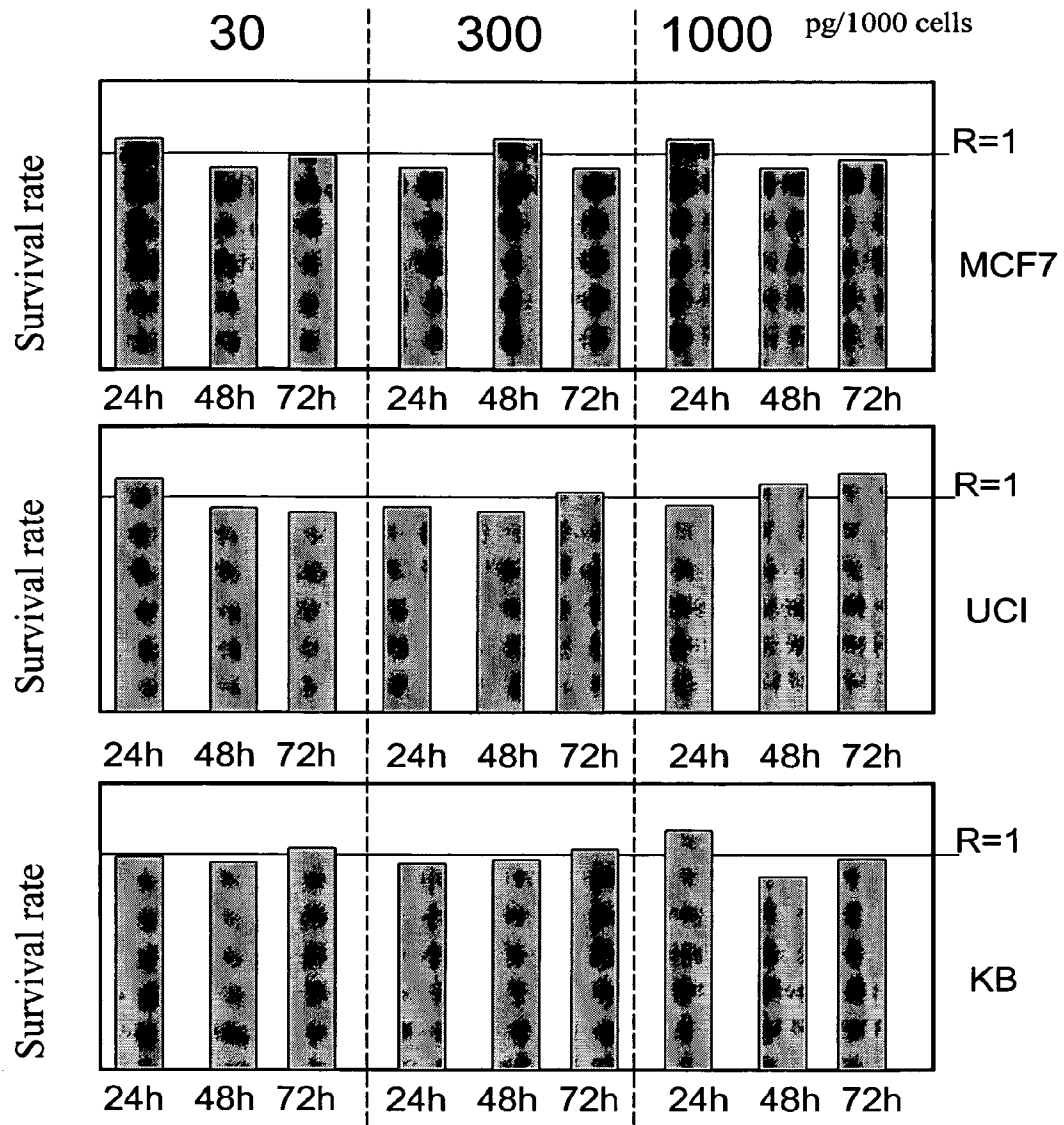 30 300 1000 pg/1000 cells
Survival rate
R=1
MCF7
24h 48h 72h 24h 48h 72h 24h 48h 72h
Survival rate
R=1
UCI
24h 48h 72h 24h 48h 72h 24h 48h 72h
Survival rate
R=1
KB
24h 48h 72h 24h 48h 72h 24h 48h 72h